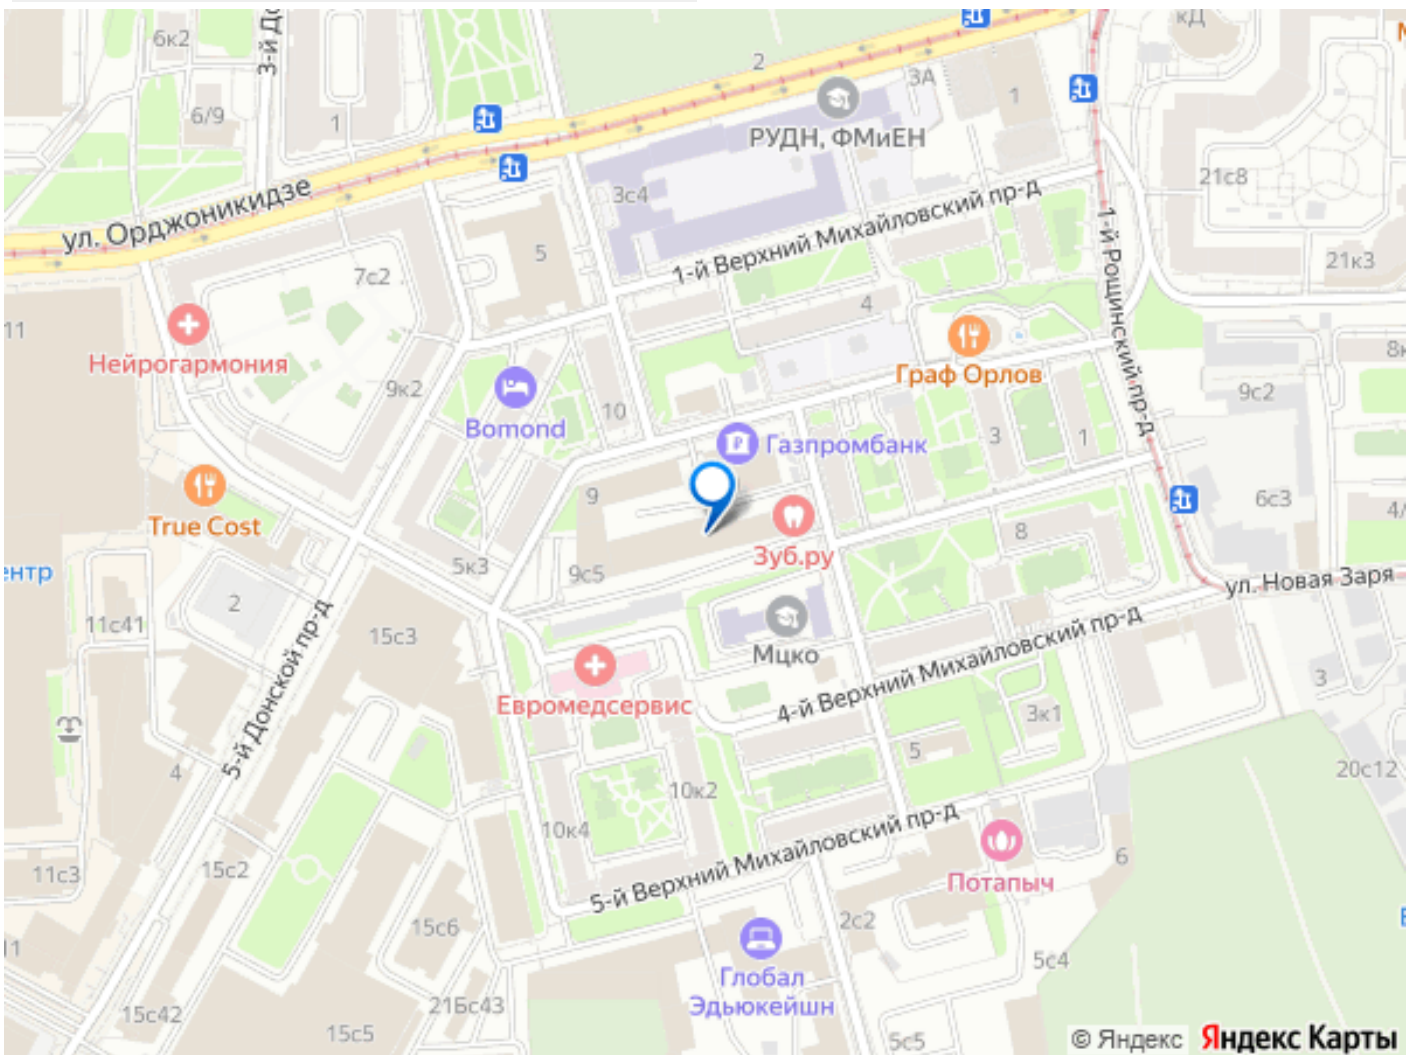 6к2
3-й До
2
кД
3А
6/9
1
1
РУДН, ФМиЕН
3с4
21с8
ул. Орджоникидзе
1-й Верхний Михайловский пр-д
1-й Рощинский пр-д
5
7с2
21к3
11
4
Нейрогармония
Граф Орлов
8к
9к2
9с2
10
Bomond
3
1
Газпромбанк
9
6с3
True Cost
4/
8
Зуб.ру
5к3
9с5
ентр
ул. Новая Заря
2
11с41
15с3
Мцко
3
5-й Донской пр-д
Евромедсервис
4-й Верхний Михайловский пр-д
3к1
5
4
20с12
10к2
10к4
5-й Верхний Михайловский пр-д
6
11с3
15с2
Потапыч
2с2
15с6
11
5с4
Глобал
Эдьюкейшн
21Бс43
15с42
15с5
5с5
© Яндекс Яндекс Карты